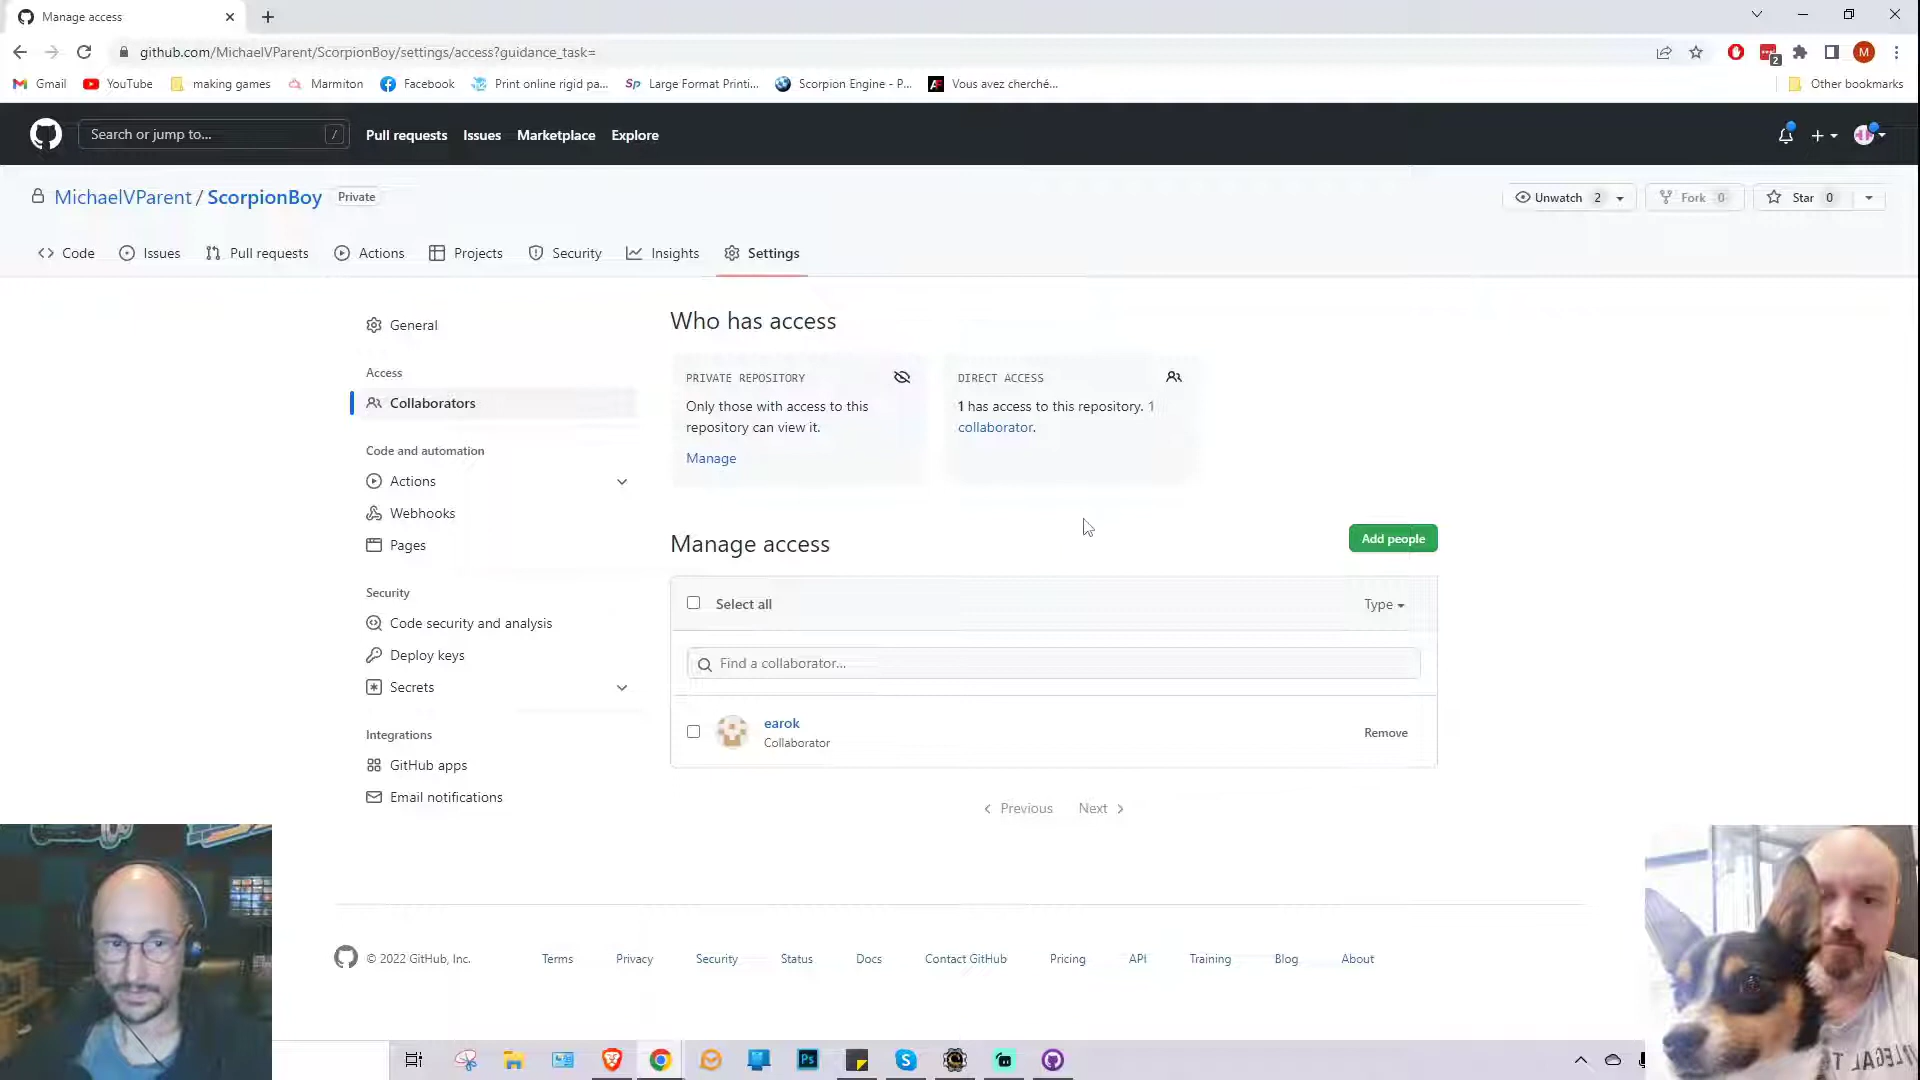 Manage access
github.com/MichaelVParent/ScorpionBoy/settings/access?guidance_task=
M
2
Gmail YouTube making games Marmiton Facebook Print online rigid pa... Sp Large Format Printi... Scorpion Engine - P... AF Vous avez cherché... Other bookmarks
Search or jump to... / Pull requests Issues Marketplace Explore
MichaelVParent / ScorpionBoy Private Unwatch 2 Fork 0 Star 0
Code Issues Pull requests Actions Projects Security Insights Settings
General
Access
Collaborators
Code and automation
Actions
Webhooks
Pages
Security
Code security and analysis
Deploy keys
Secrets
Integrations
GitHub apps
Email notifications
Who has access
PRIVATE REPOSITORY
Only those with access to this
repository can view it.
Manage
DIRECT ACCESS
1 has access to this repository. 1
collaborator.
Manage access
Add people
Select all Type
Find a collaborator...
earok
Collaborator
Remove
Previous Next
© 2022 GitHub, Inc. Terms Privacy Security Status Docs Contact GitHub Pricing API Training Blog About
Ps
S